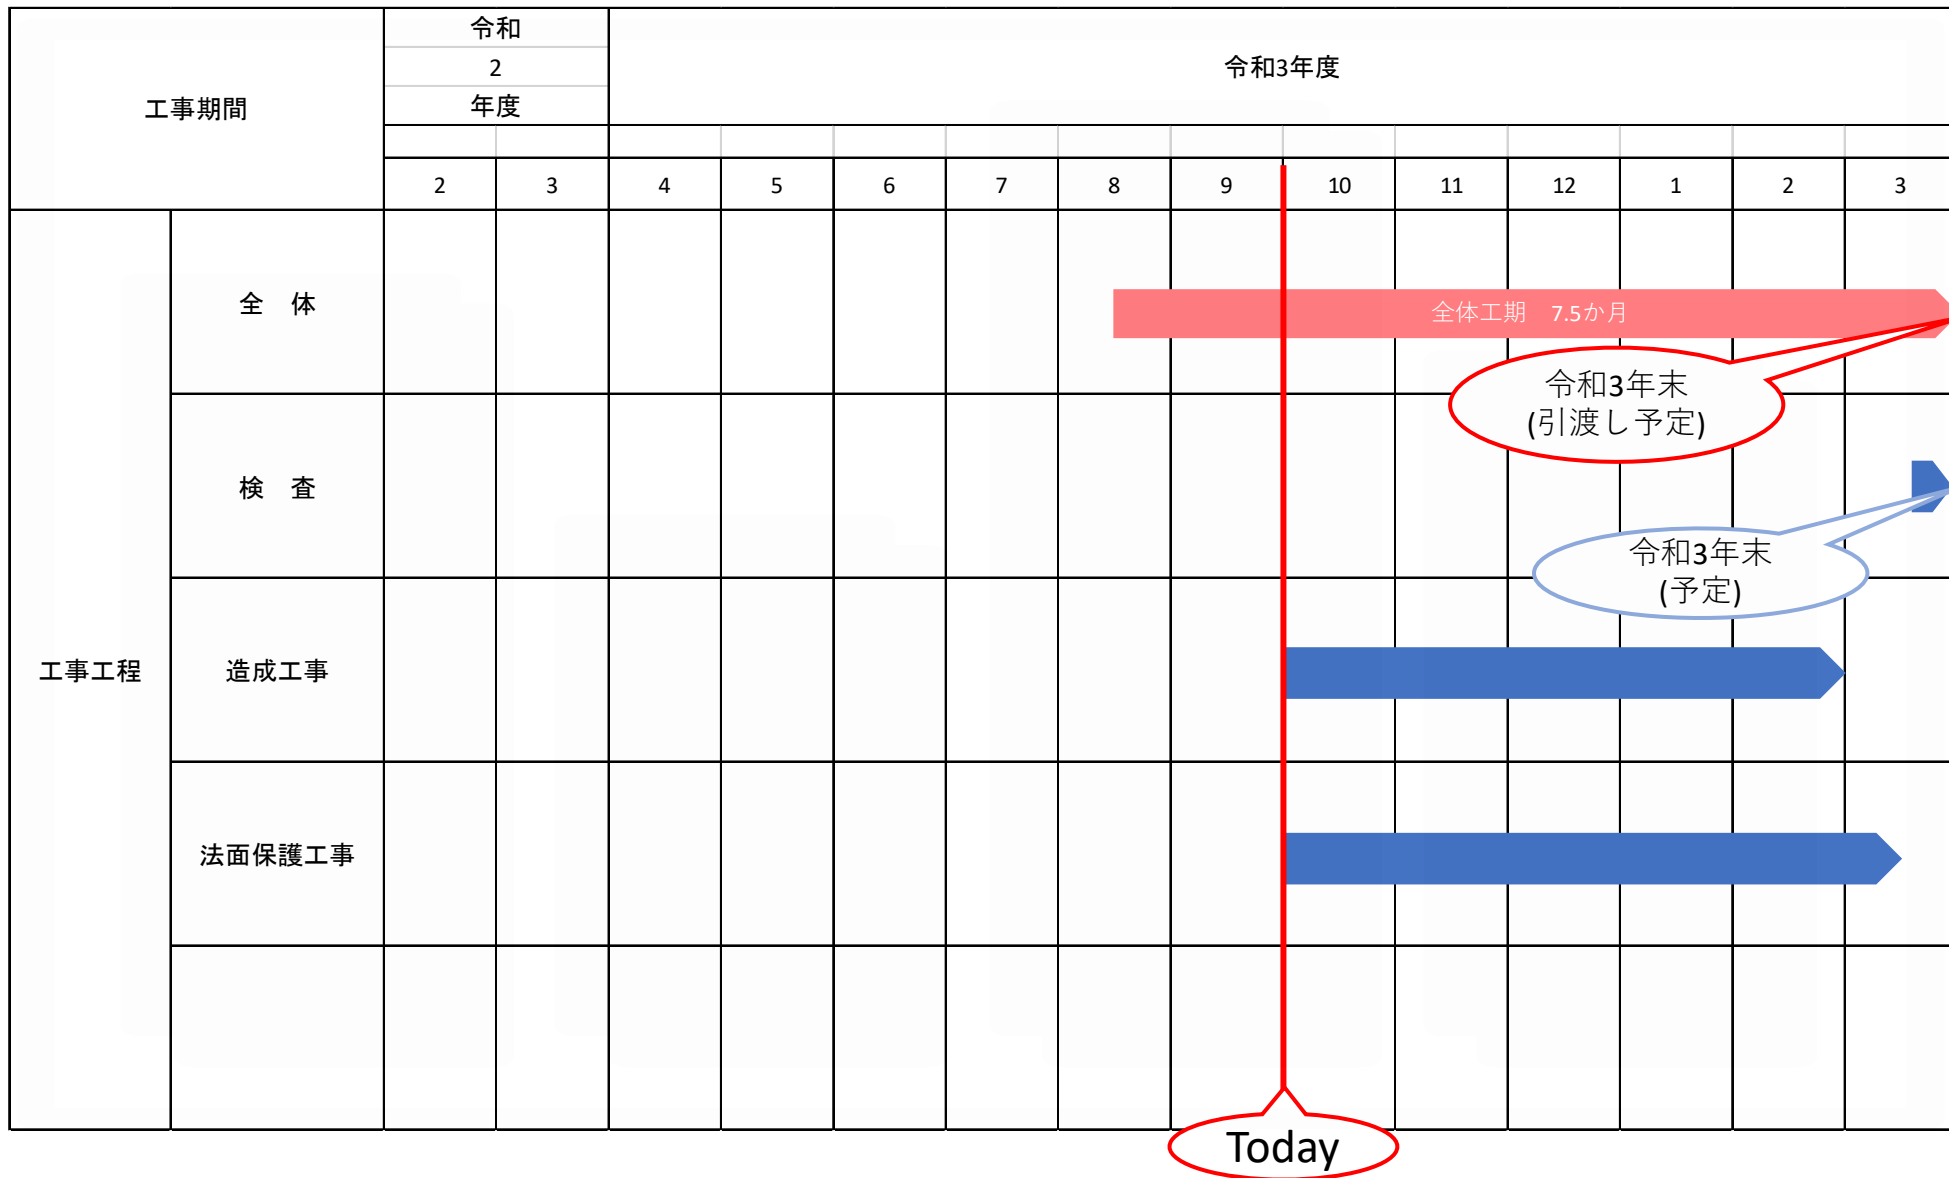 工事期間
令和
2
年度
令和3年度
2 3 4 5 6 7 8 9 10 11 12 1 2 3
工事工程
全　体
全体工期　7.5か月
令和3年末
(引渡し予定)
検　査
令和3年末
(予定)
造成工事
法面保護工事
Today